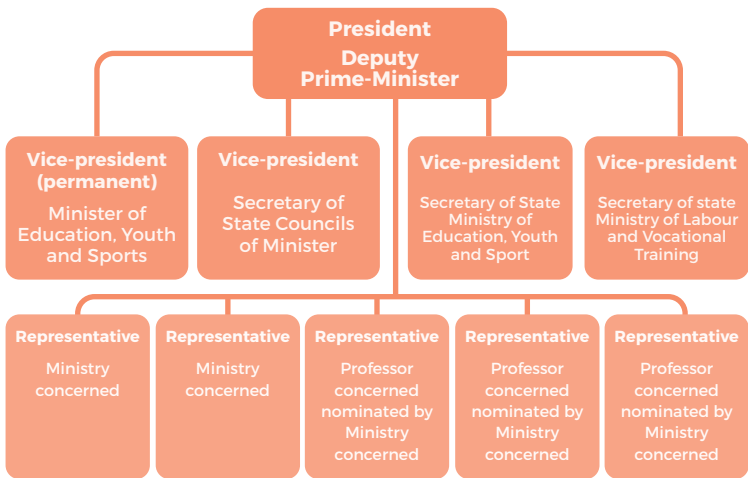 President
Deputy
Prime-Minister
Vice-president
(permanent)
Minister of
Education, Youth
and Sports
Vice-president
Secretary of
State Councils
of Minister
Vice-president
Secretary of State
Ministry of
Education, Youth
and Sport
Vice-president
Secretary of state
Ministry of Labour
and Vocational
Training
Representative
Ministry
concerned
Representative
Ministry
concerned
Representative
Professor
concerned
nominated by
Ministry
concerned
Representative
Professor
concerned
nominated by
Ministry
concerned
Representative
Professor
concerned
nominated by
Ministry
concerned